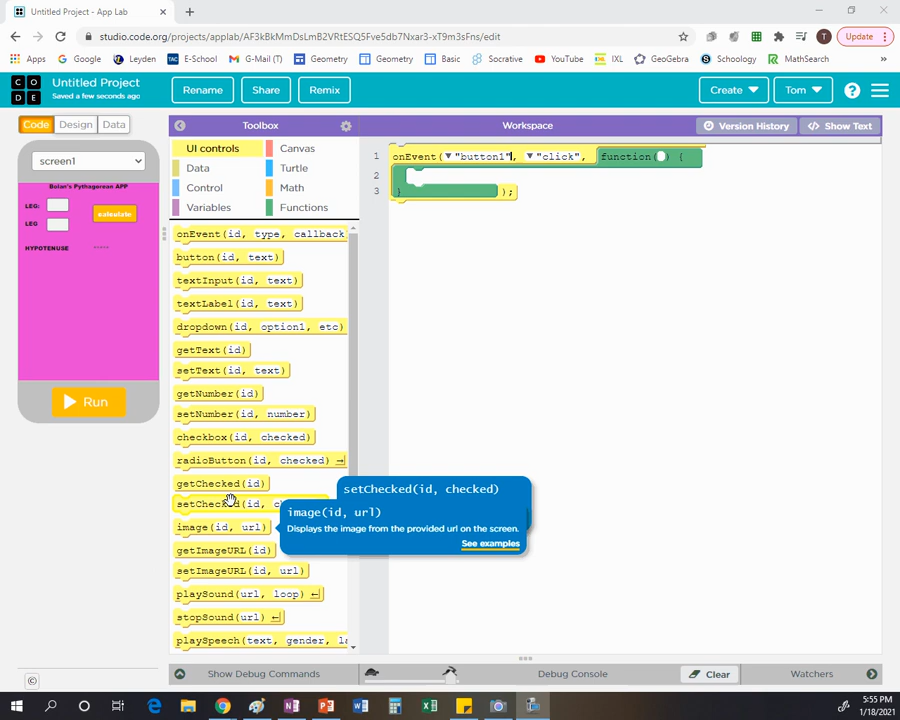 Untitled Project - App Lab
studio.code.org/projects/applab/AF3kBkMmDsLmB2VRtESQ5Fve5db7Nxar3-xT9m3sFns/edit
Update
Apps
Google
Leyden
E-School
G-Mail (T)
Geometry
Geometry
Basic
Socrative
YouTube
IXL
GeoGebra
Schoology
MathSearch
C O
D E
Untitled Project
Saved a few seconds ago
Rename
Share
Remix
Create
Tom
Code
Design
Data
Toolbox
Workspace
Version History
Show Text
screen1
Bolan's Pythagorean APP
LEG:
LEG
calculate
HYPOTENUSE
Run
UI controls
Canvas
Data
Turtle
Control
Math
Variables
Functions
onEvent(id, type, callback
button(id, text)
textInput(id, text)
textLabel(id, text)
dropdown(id, option1, etc)
getText(id)
setText(id, text)
getNumber(id)
setNumber(id, number)
checkbox(id, checked)
radioButton(id, checked)
getChecked(id)
setChecked(id, c
image(id, url)
getImageURL(id)
setImageURL(id, url)
playSound(url, loop)
stopSound(url)
playSpeech(text, gender, la
setChecked(id, checked)
image(id, url)
Displays the image from the provided url on the screen.
See examples
1 onEvent( "button1", "click", function( ) {
2
3 } );
Show Debug Commands
Debug Console
Clear
Watchers
5:55 PM
1/18/2021